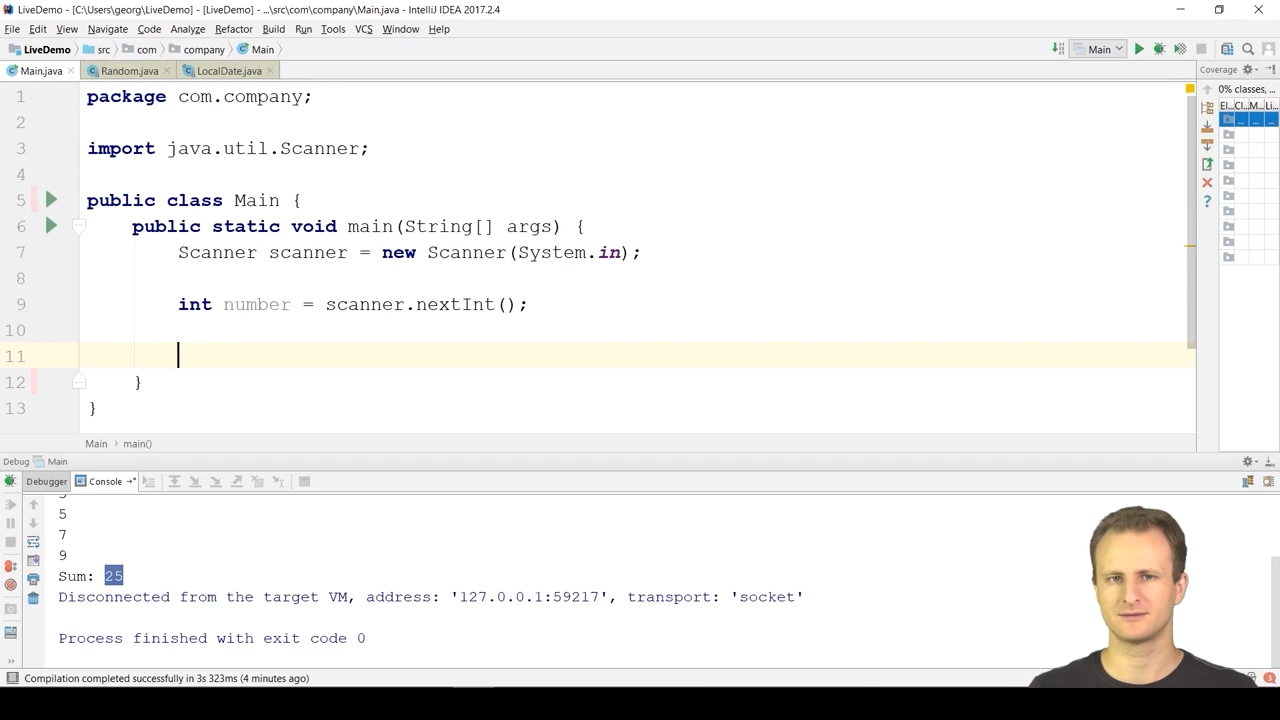 LiveDemo - [C:\Users\georg\LiveDemo] - [LiveDemo] - ...\src\com\company\Main.java - IntelliJ IDEA 2017.2.4
File Edit View Navigate Code Analyze Refactor Build Run Tools VCS Window Help
LiveDemo src com company Main Main
Main.java Random.java LocalDate.java Coverage
0% classes, ...
El... Cl... M... Li...
1 package com.company;
2
3 import java.util.Scanner;
4
5 public class Main {
6 public static void main(String[] args) {
7 Scanner scanner = new Scanner(System.in);
8
9 int number = scanner.nextInt();
10
11
12 }
13 }
Main › main()
Debug Main
Debugger Console
5
7
9
Sum: 25
Disconnected from the target VM, address: '127.0.0.1:59217', transport: 'socket'
Process finished with exit code 0
Compilation completed successfully in 3s 323ms (4 minutes ago) 3